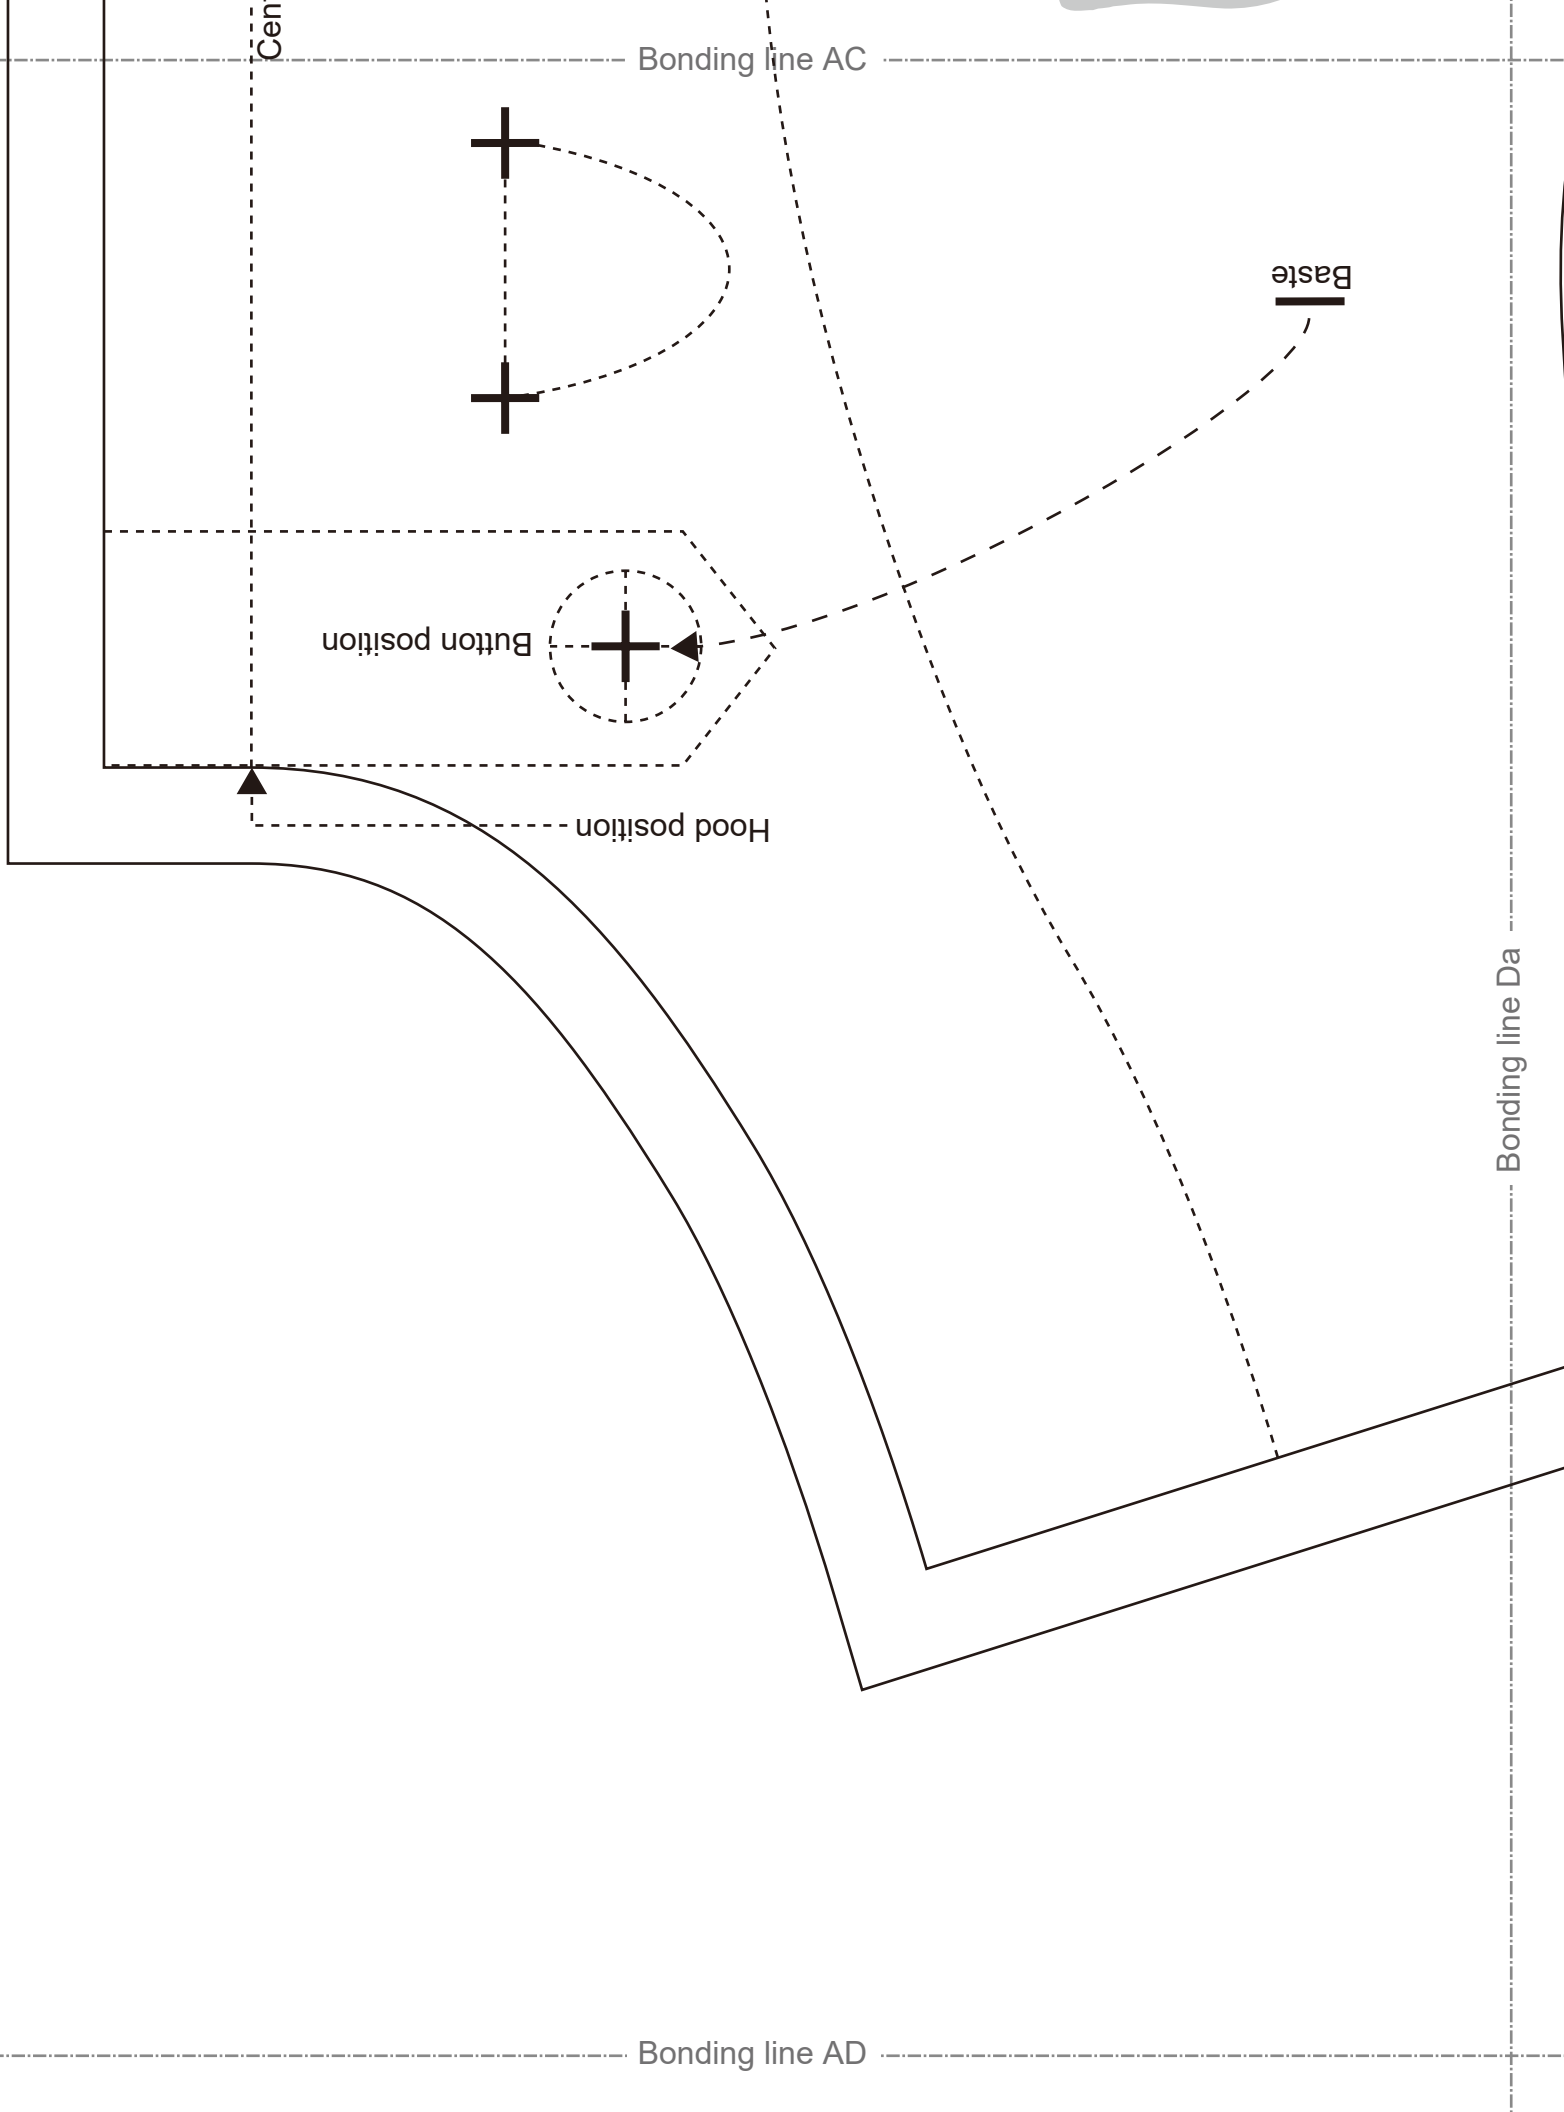 Cen
Bonding line AC
Baste
Button position
Hood position
Bonding line Da
Bonding line AD